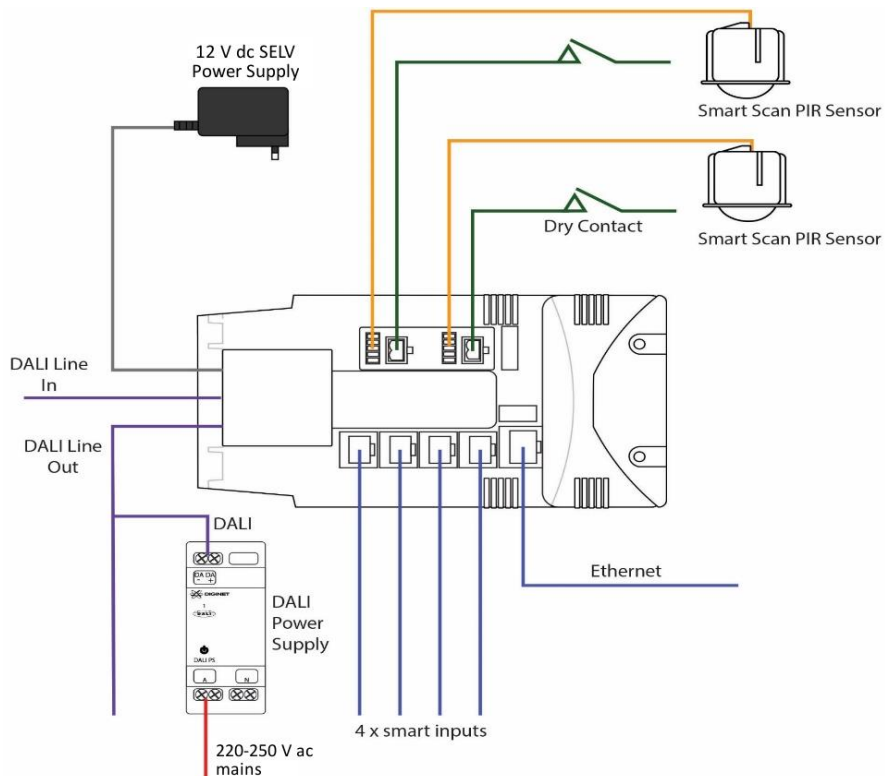 12 V dc SELV
Power Supply
Smart Scan PIR Sensor
Dry Contact
Smart Scan PIR Sensor
DALI Line
In
DALI Line
Out
DALI
DA DA
- +
DIGINET
DALI
Power
Supply
DALI PS
A N
Ethernet
4 x smart inputs
220-250 V ac
mains